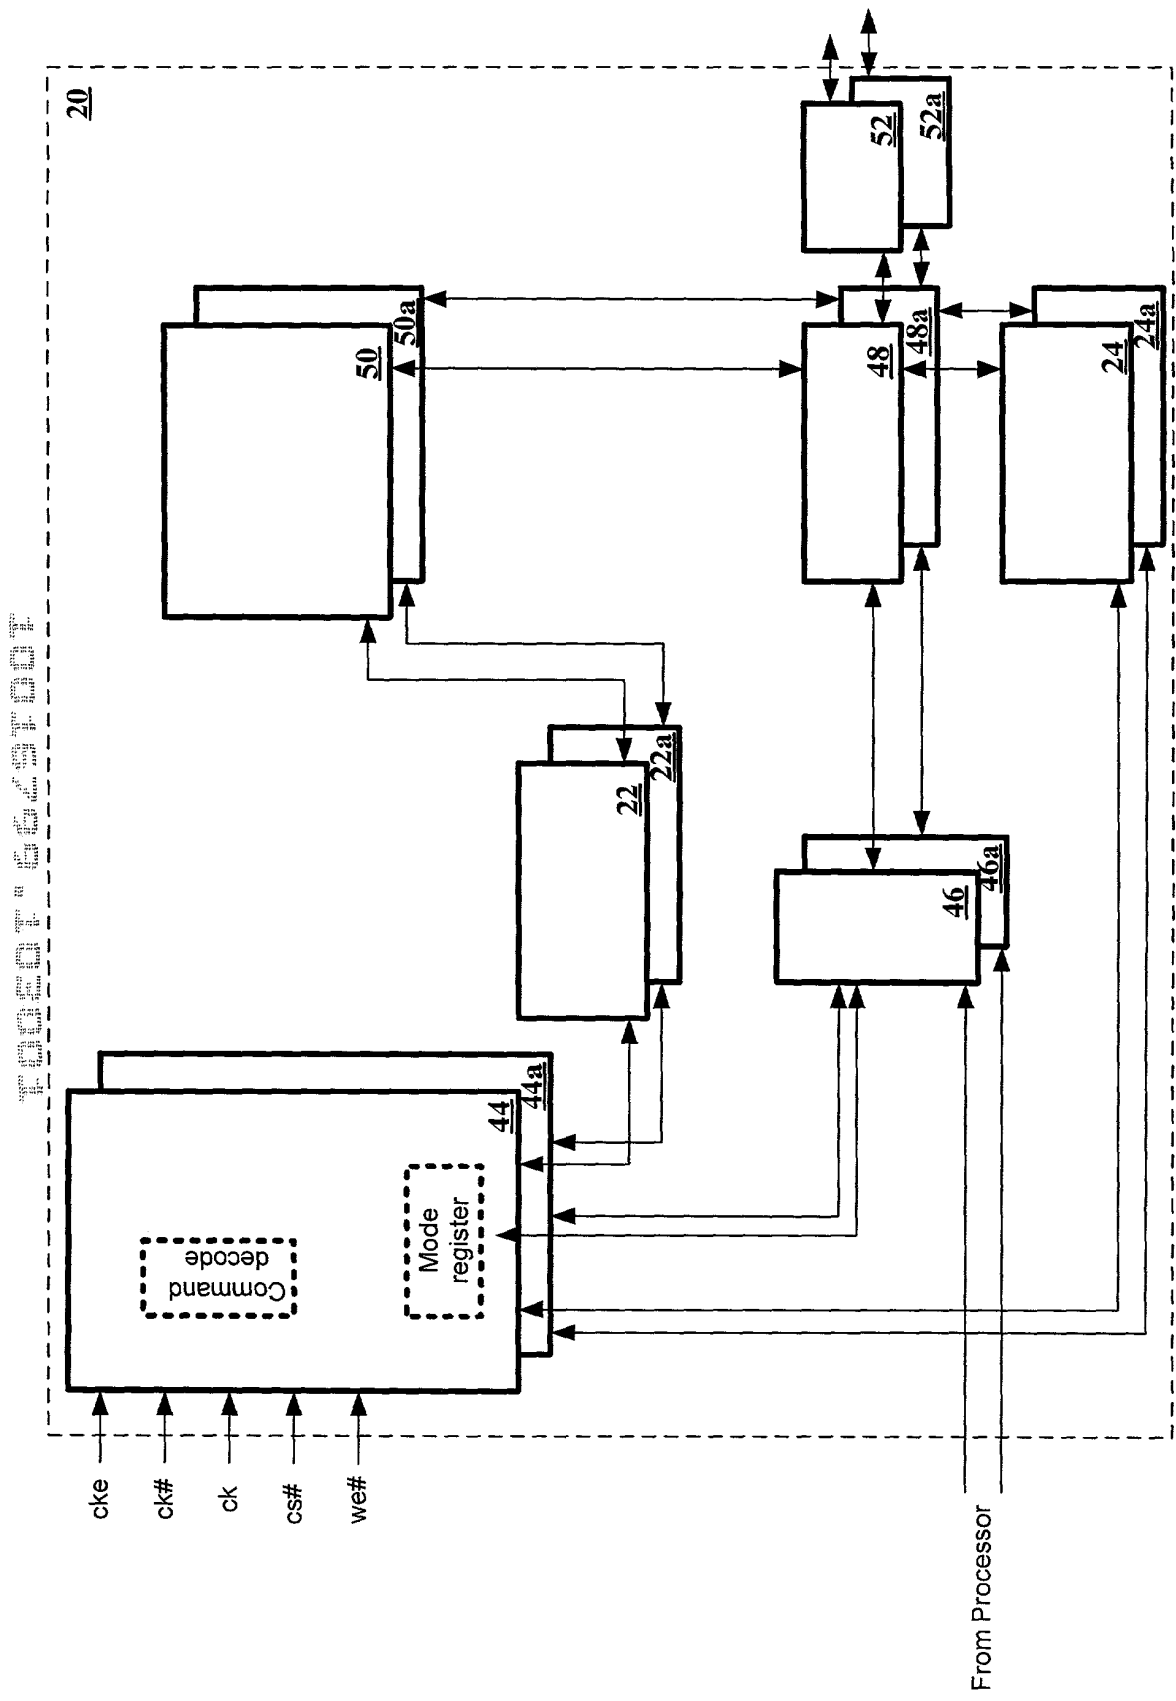 20
cke
ck#
ck
cs#
we#
Command
decode
Mode
register
44
44a
22
22a
50
50a
46
46a
48
48a
52
52a
24
24a
From Processor